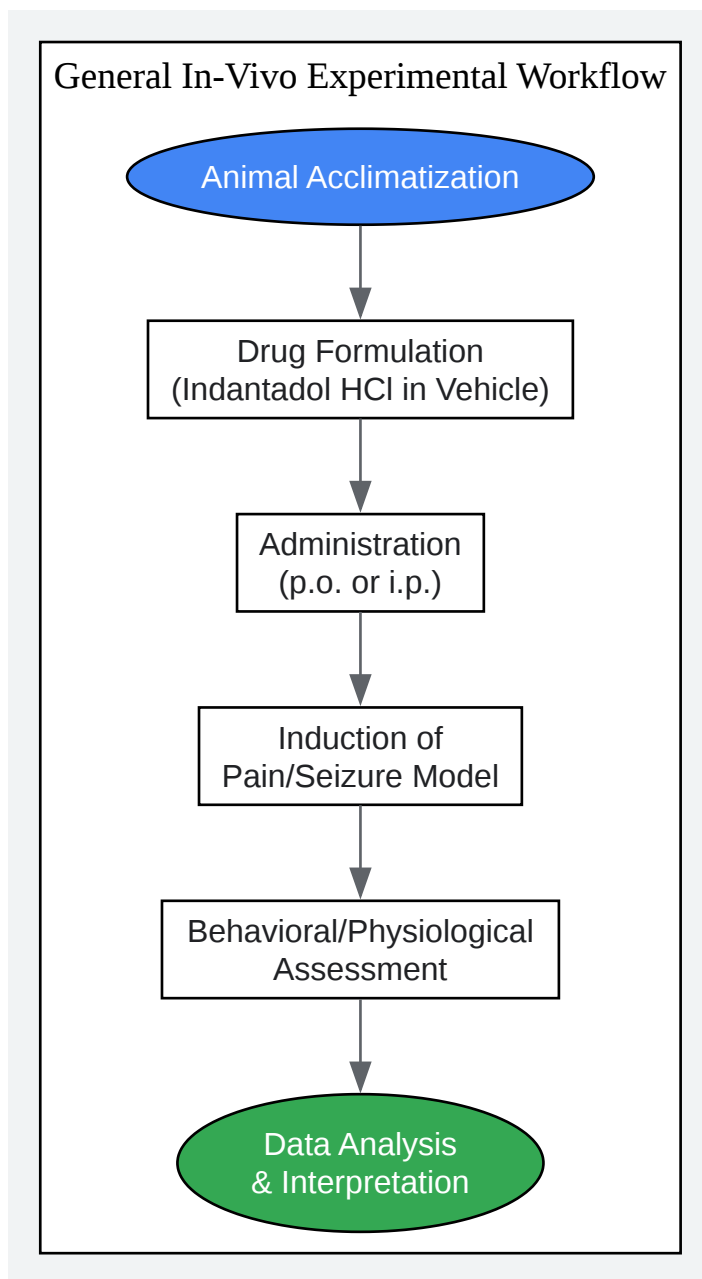 General In-Vivo Experimental Workflow
Animal Acclimatization
Drug Formulation
(Indantadol HCl in Vehicle)
Administration
(p.o. or i.p.)
Induction of
Pain/Seizure Model
Behavioral/Physiological
Assessment
Data Analysis
& Interpretation